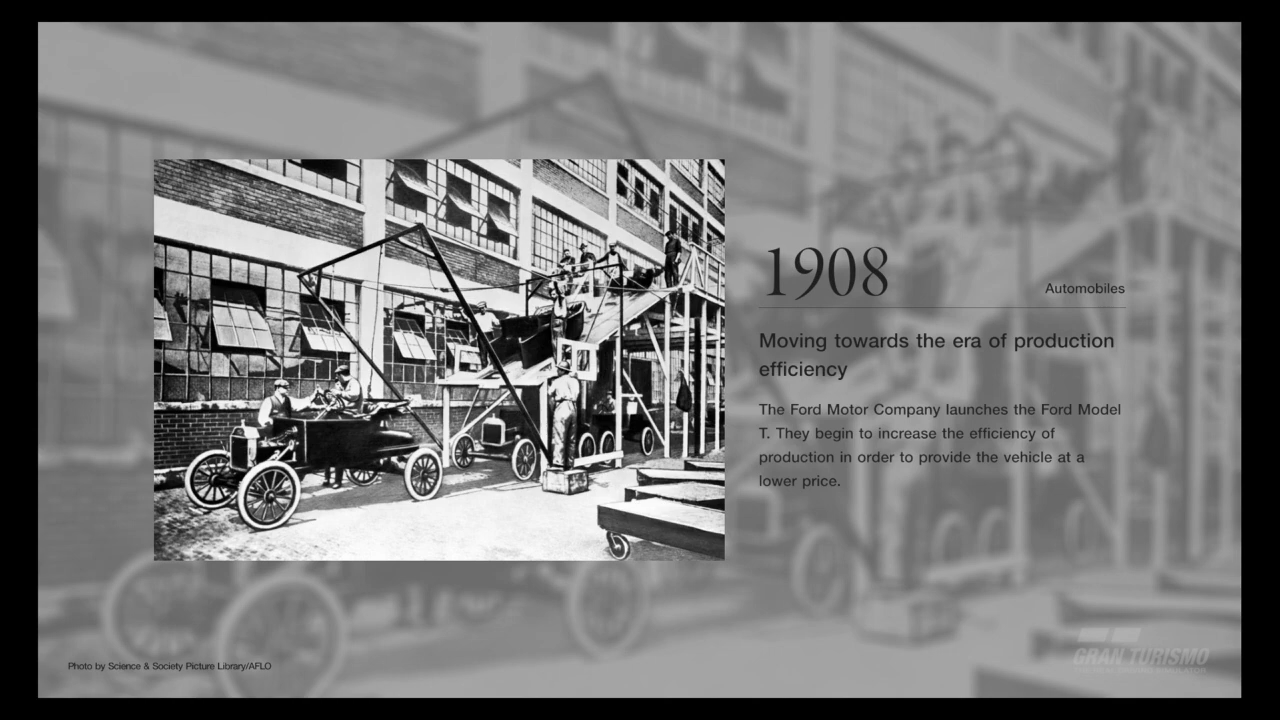 1908
Automobiles
Moving towards the era of production
efficiency
The Ford Motor Company launches the Ford Model
T. They begin to increase the efficiency of
production in order to provide the vehicle at a
lower price.
Photo by Science & Society Picture Library/AFLO
GRAN TURISMO